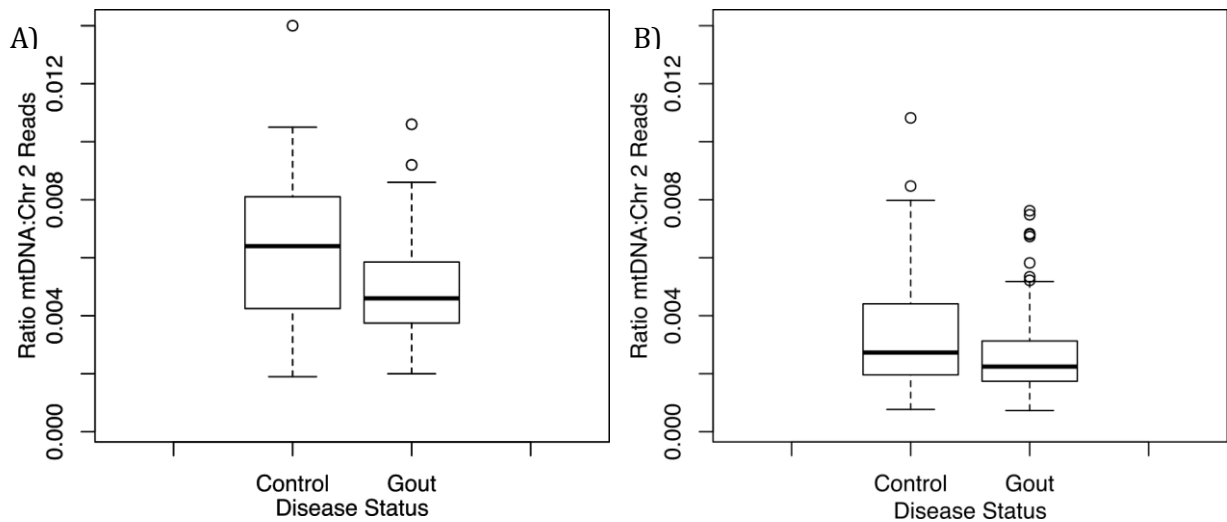 A)
Ratio mtDNA:Chr 2 Reads
0.012
0.008
0.004
0.000
Control Gout
Disease Status
B)
Ratio mtDNA:Chr 2 Reads
0.012
0.008
0.004
0.000
Control Gout
Disease Status